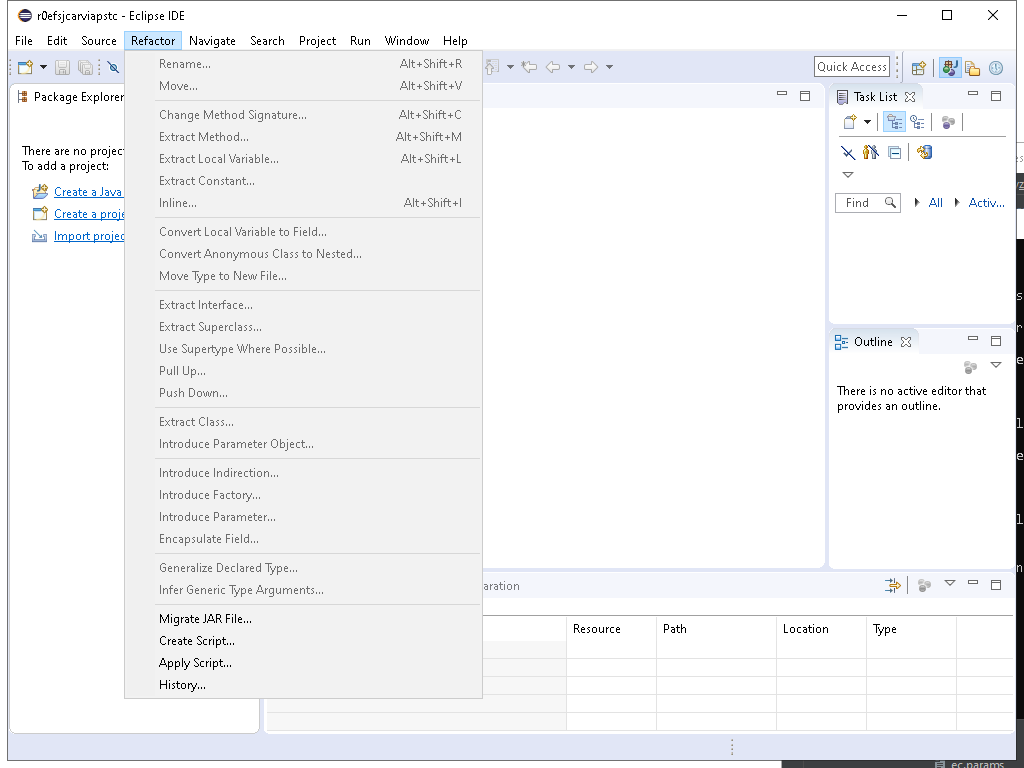 r0efsjcarviapstc - Eclipse IDE
File Edit Source Refactor Navigate Search Project Run Window Help
Quick Access
Rename... Alt+Shift+R
Move... Alt+Shift+V
Change Method Signature... Alt+Shift+C
Extract Method... Alt+Shift+M
Extract Local Variable... Alt+Shift+L
Extract Constant...
Inline... Alt+Shift+I
Convert Local Variable to Field...
Convert Anonymous Class to Nested...
Move Type to New File...
Extract Interface...
Extract Superclass...
Use Supertype Where Possible...
Pull Up...
Push Down...
Extract Class...
Introduce Parameter Object...
Introduce Indirection...
Introduce Factory...
Introduce Parameter...
Encapsulate Field...
Generalize Declared Type...
Infer Generic Type Arguments...
Migrate JAR File...
Create Script...
Apply Script...
History...
Package Explorer
There are no projec
To add a project:
Create a Java
Create a proje
Import projec
Task List
Find All Activ...
Outline
There is no active editor that
provides an outline.
aration
Resource Path Location Type
ec.params